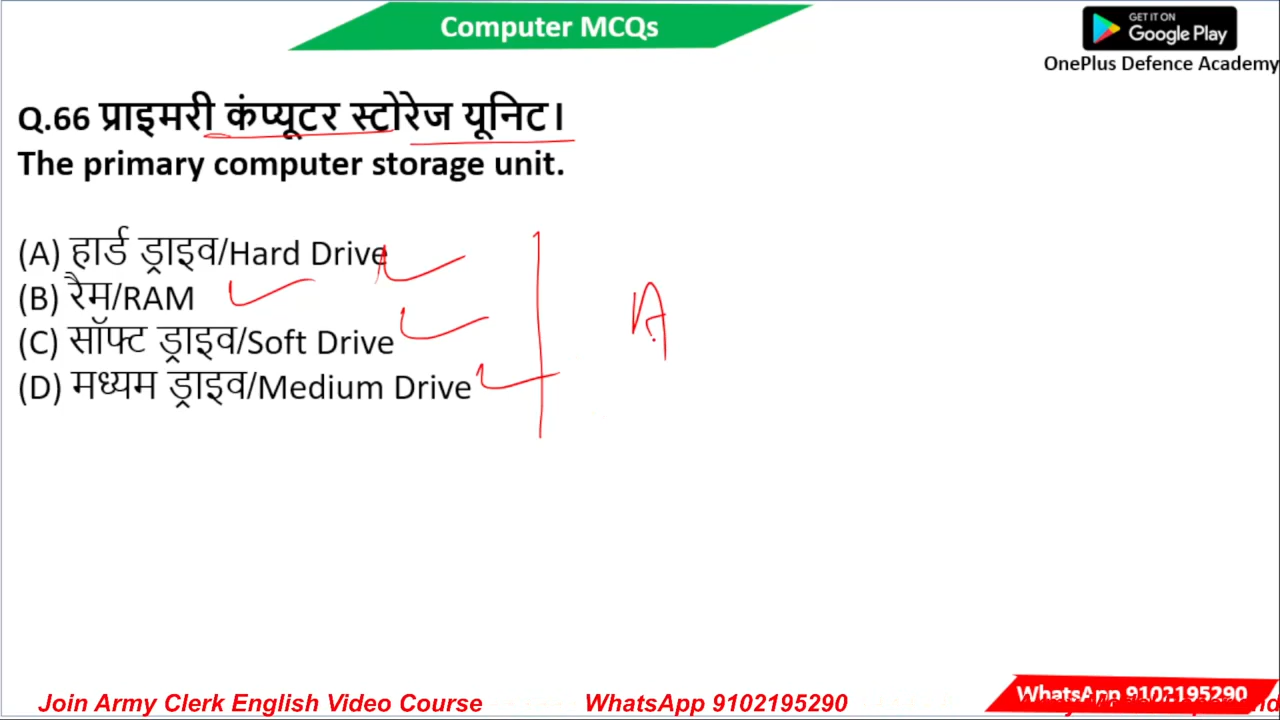 Computer MCQs
GET IT ON
Google Play
OnePlus Defence Academy
Q.66 प्राइमरी कंप्यूटर स्टोरेज यूनिट।
The primary computer storage unit.
(A) हार्ड ड्राइव/Hard Drive
(B) रैम/RAM
(C) सॉफ्ट ड्राइव/Soft Drive
(D) मध्यम ड्राइव/Medium Drive
A
Join Army Clerk English Video Course
WhatsApp 9102195290
WhatsApp 9102195290